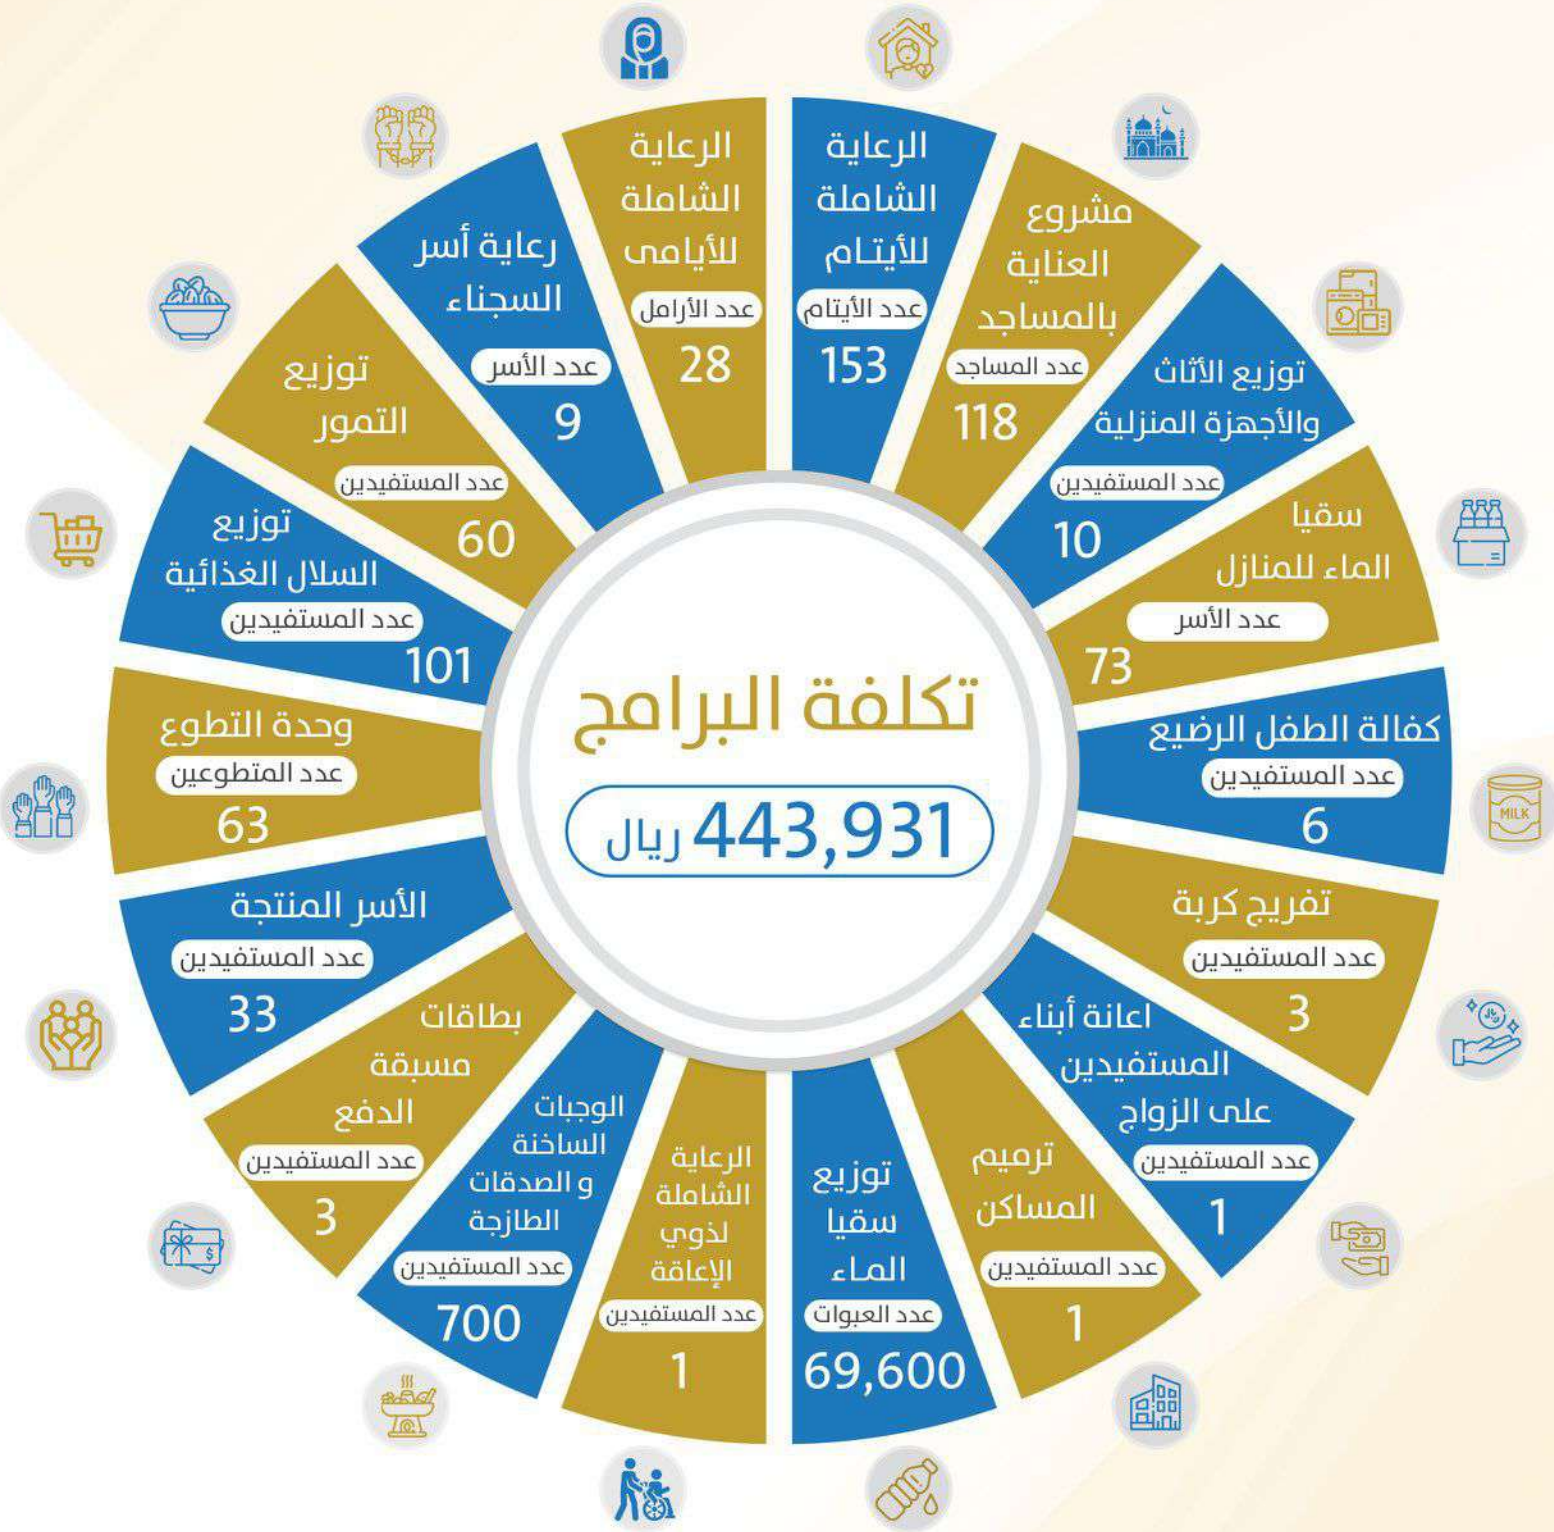 الرعاية
الشاملة
للأيتـام
عدد الأيتام
153
مشروع
العناية
بالمساجد
عدد المساجد
118
توزيع الأثاث
والأجهزة المنزلية
عدد المستفيدين
10
سقيا
الماء للمنازل
عدد الأسر
73
كفالة الطفل الرضيع
عدد المستفيدين
6
MILK
تفريج كربة
عدد المستفيدين
3
اعانة أبناء
المستفيدين
على الزواج
عدد المستفيدين
1
ترميم
المساكن
عدد المستفيدين
1
توزيع
سقيا
الماء
عدد العبوات
69,600
الرعاية
الشاملة
لذوي
الإعاقة
عدد المستفيدين
1
الوجبات
الساخنة
و الصدقات
الطازجة
عدد المستفيدين
700
بطاقات
مسبقة
الدفع
عدد المستفيدين
3
الأسر المنتجة
عدد المستفيدين
33
وحدة التطوع
عدد المتطوعين
63
توزيع
السلال الغذائية
عدد المستفيدين
101
توزيع
التمور
عدد المستفيدين
60
رعاية أسر
السجناء
عدد الأسر
9
الرعاية
الشاملة
للأيامى
عدد الأرامل
28
تكلفة البرامج
443,931 ريال